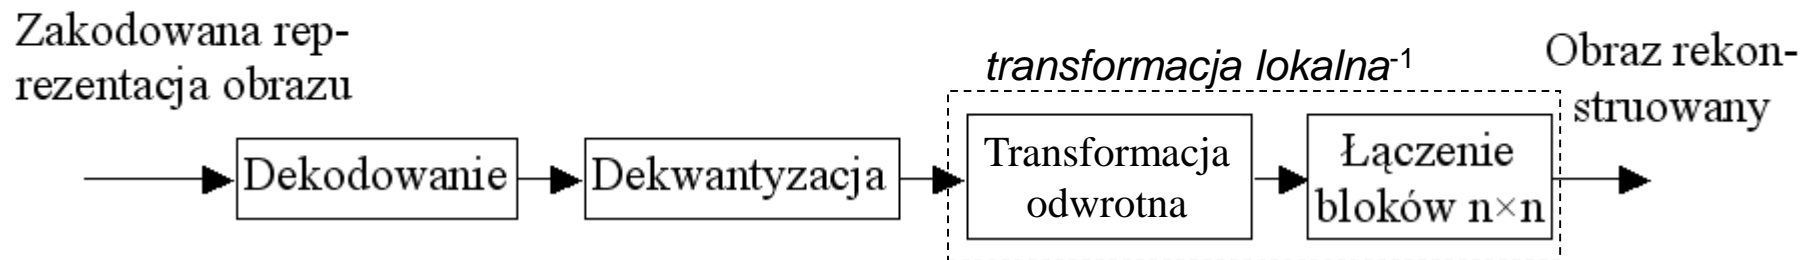 Zakodowana rep-
rezentacja obrazu
transformacja lokalna⁻¹
Obraz rekon-
struowany
Dekodowanie
Dekwantyzacja
Transformacja
odwrotna
Łączenie
bloków n×n